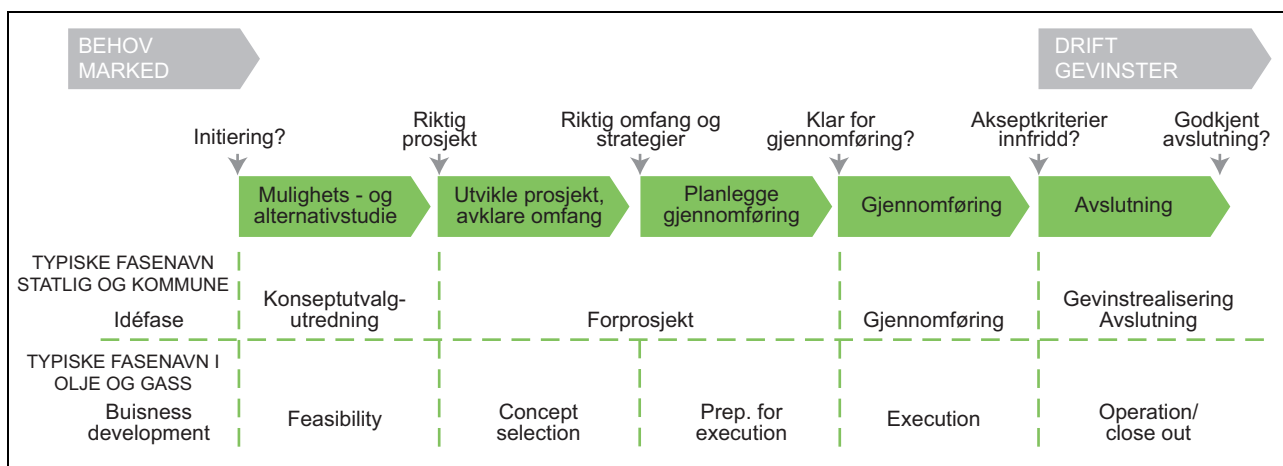 BEHOV
MARKED
DRIFT
GEVINSTER
Initiering?
Riktig
prosjekt
Riktig omfang og
strategier
Klar for
gjennomføring?
Akseptkriterier
innfridd?
Godkjent
avslutning?
Mulighets - og
alternativstudie
Utvikle prosjekt,
avklare omfang
Planlegge
gjennomføring
Gjennomføring
Avslutning
TYPISKE FASENAVN
STATLIG OG KOMMUNE
Idéfase
Konseptutvalg-
utredning
Forprosjekt
Gjennomføring
Gevinstrealisering
Avslutning
TYPISKE FASENAVN I
OLJE OG GASS
Buisness
development
Feasibility
Concept
selection
Prep. for
execution
Execution
Operation/
close out